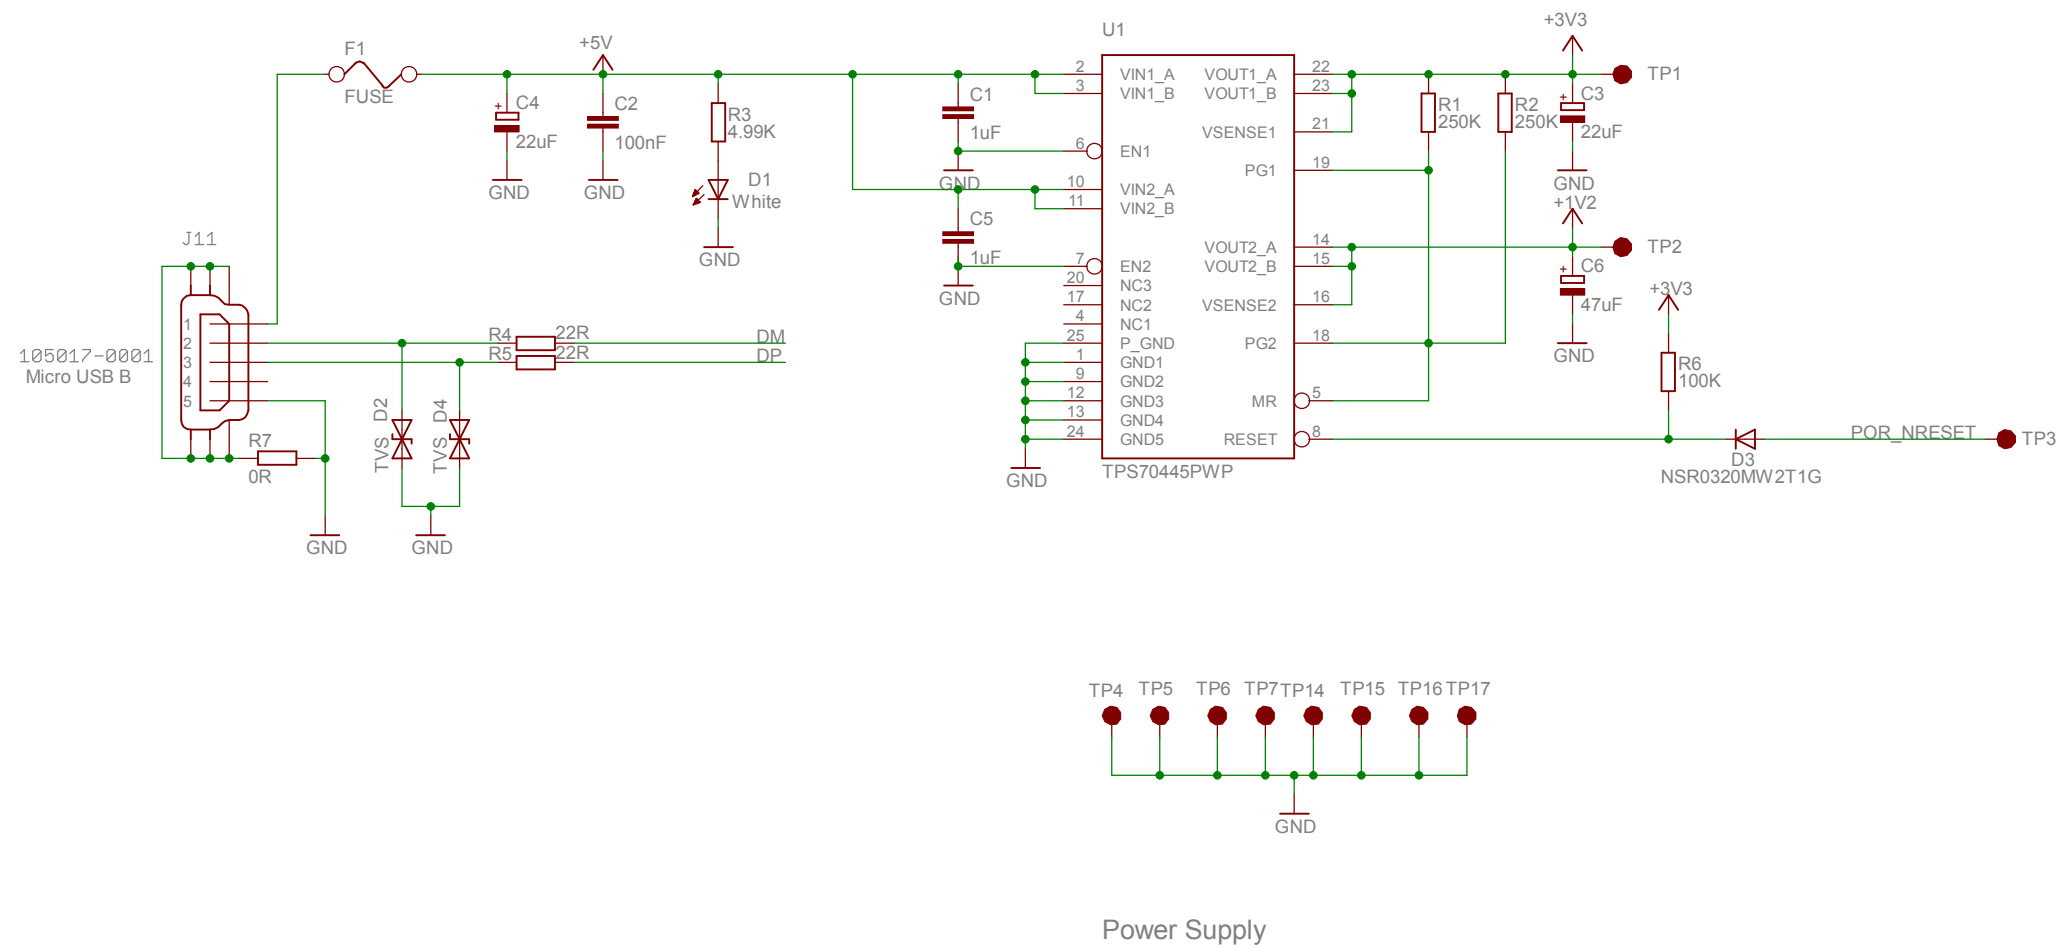 F1
FUSE
+5V
C4
22uF
GND
C2
100nF
GND
R3
4.99K
D1
White
GND
J11
1
2
3
4
5
105017-0001
Micro USB B
R7
0R
GND
R4
22R
DM
R5
22R
DP
D2
TVS
D4
TVS
GND
C1
1uF
GND
C5
1uF
GND
U1
2
VIN1_A
3
VIN1_B
6
EN1
10
VIN2_A
11
VIN2_B
7
EN2
20
NC3
17
NC2
4
NC1
25
P_GND
1
GND1
9
GND2
12
GND3
13
GND4
24
GND5
GND
VOUT1_A
22
VOUT1_B
23
VSENSE1
21
PG1
19
VOUT2_A
14
VOUT2_B
15
VSENSE2
16
PG2
18
MR
5
RESET
8
TPS70445PWP
+3V3
TP1
R1
250K
R2
250K
C3
22uF
GND
+1V2
TP2
C6
47uF
GND
+3V3
R6
100K
D3
NSR0320MW2T1G
POR_NRESET
TP3
TP4
TP5
TP6
TP7
TP14
TP15
TP16
TP17
GND
Power Supply